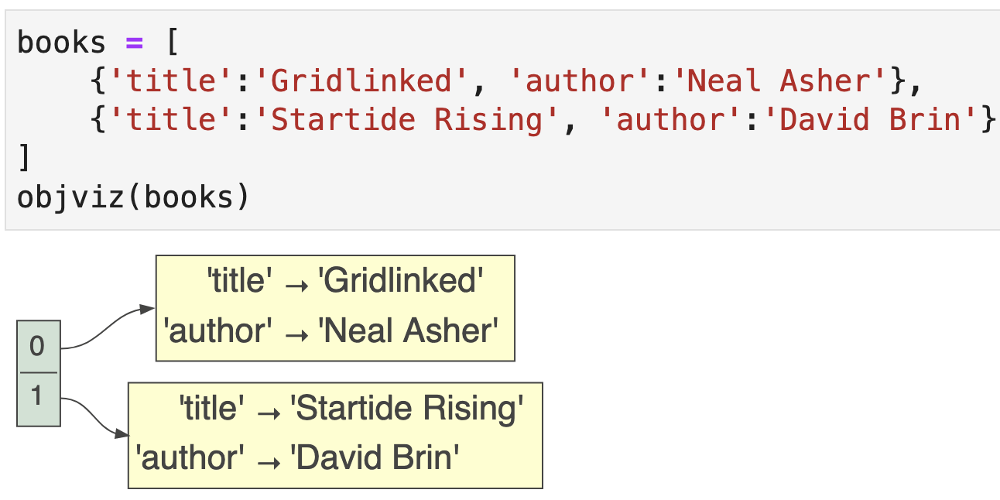 books = [
    {'title':'Gridlinked', 'author':'Neal Asher'},
    {'title':'Startide Rising', 'author':'David Brin'}
]
objviz(books)
'title' → 'Gridlinked'
'author' → 'Neal Asher'
0
1
'title' → 'Startide Rising'
'author' → 'David Brin'